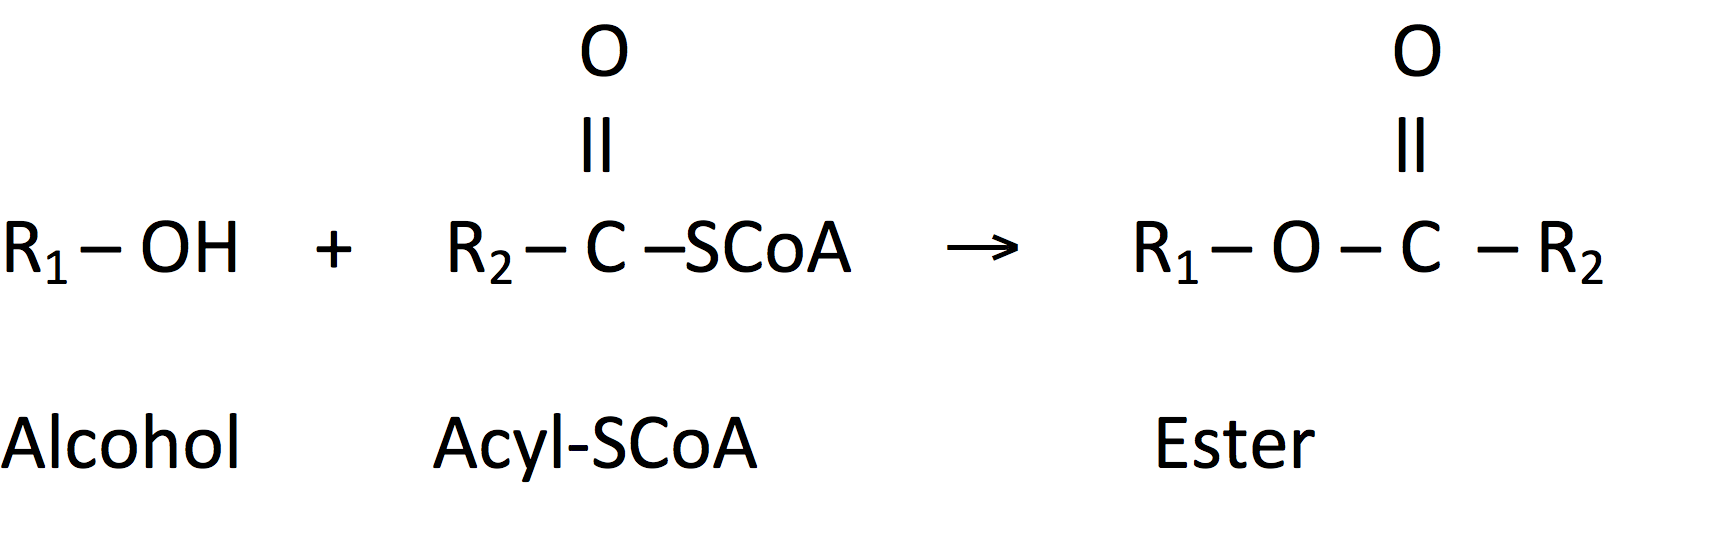 O O
|| ||
R₁ – OH + R₂ – C –SCoA → R₁ – O – C – R₂
Alcohol Acyl-SCoA Ester